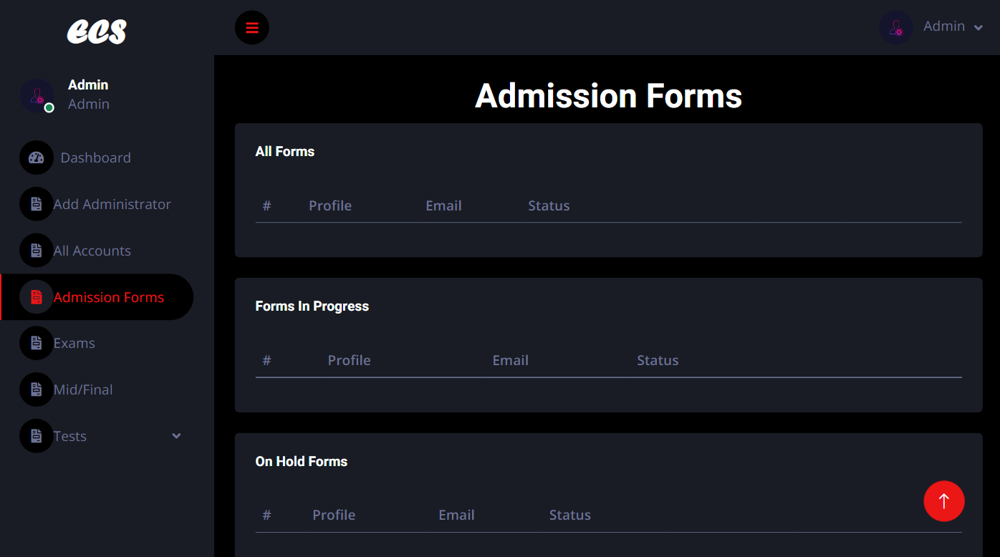 ecs
Admin
Admin
Admin
Dashboard
Add Administrator
All Accounts
Admission Forms
Exams
Mid/Final
Tests
Admission Forms
All Forms
# Profile Email Status
Forms In Progress
# Profile Email Status
On Hold Forms
# Profile Email Status